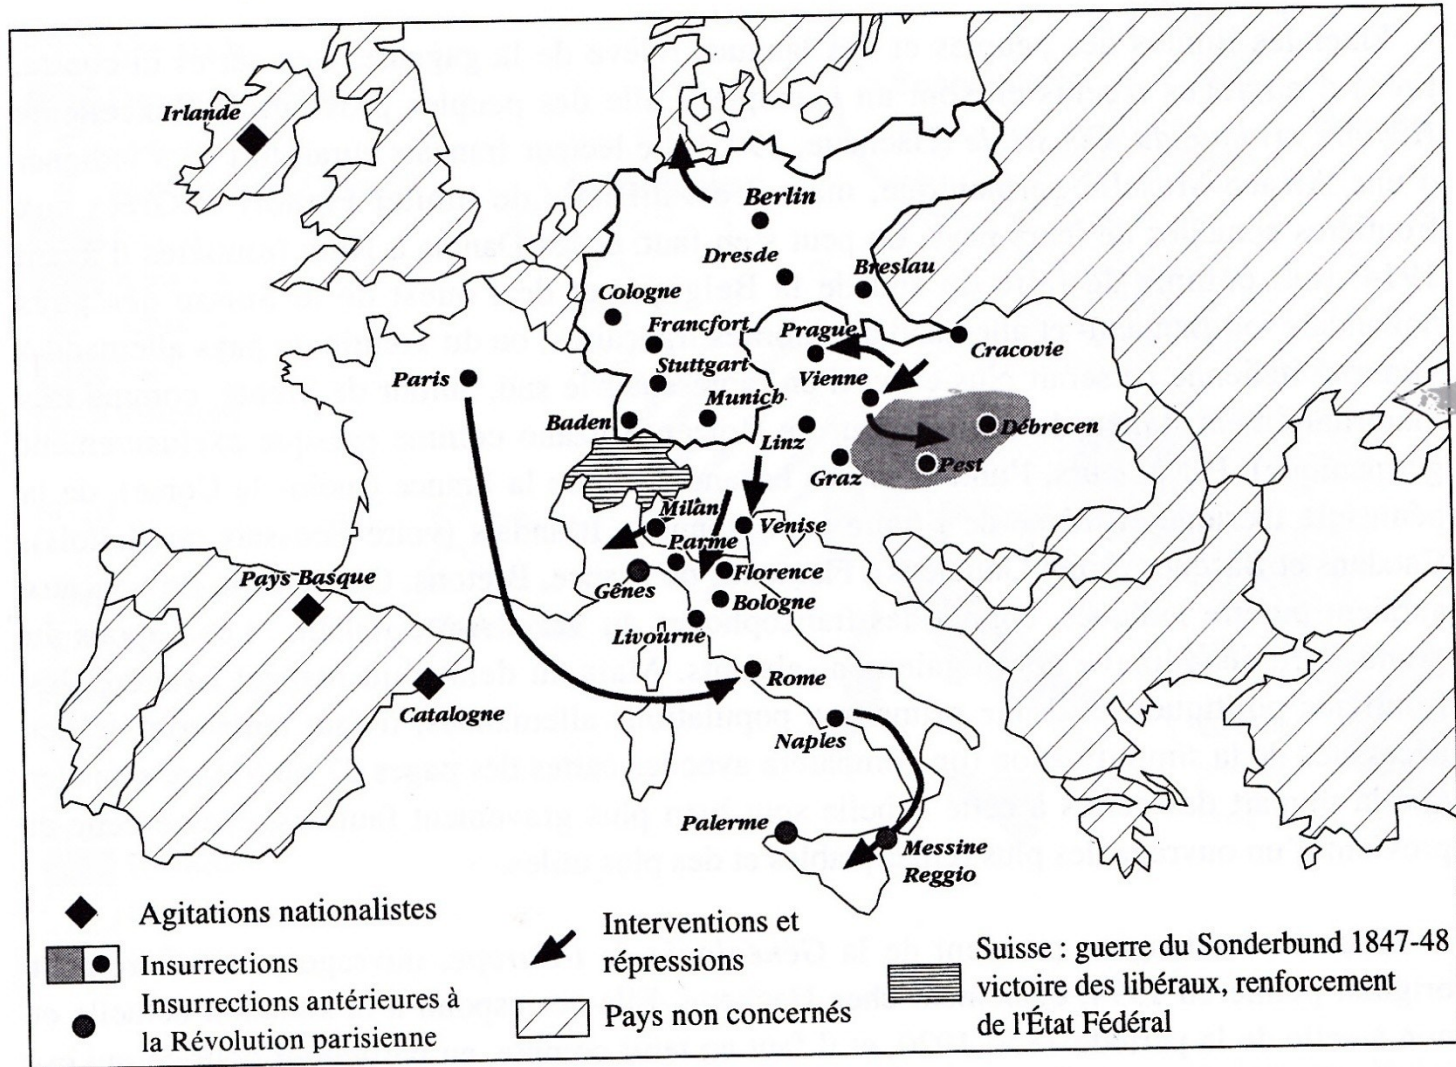 Irlande
Berlin
Dresde
Breslau
Cologne
Francfort
Prague
Cracovie
Stuttgart
Paris
Vienne
Munich
Baden
Linz
Débrecen
Graz
Pest
Milan
Venise
Parme
Pays Basque
Gênes
Florence
Bologne
Livourne
Rome
Catalogne
Naples
Palerme
Messine
Reggio
Agitations nationalistes
Insurrections
Insurrections antérieures à
la Révolution parisienne
Interventions et
répressions
Pays non concernés
Suisse : guerre du Sonderbund 1847-48
victoire des libéraux, renforcement
de l'État Fédéral